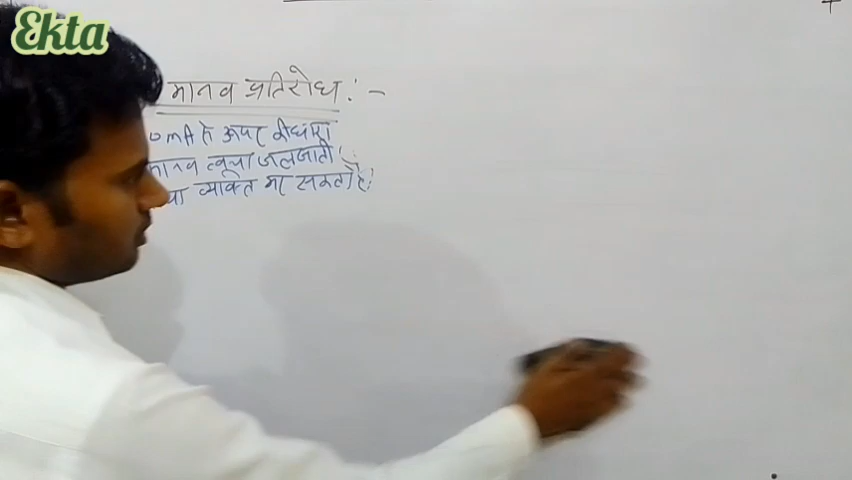 Ekta
मानव प्रतिरोध :-
mA से ऊपर की धारा
मानव त्वचा जल जाती
व्यक्ति मर सकता है।